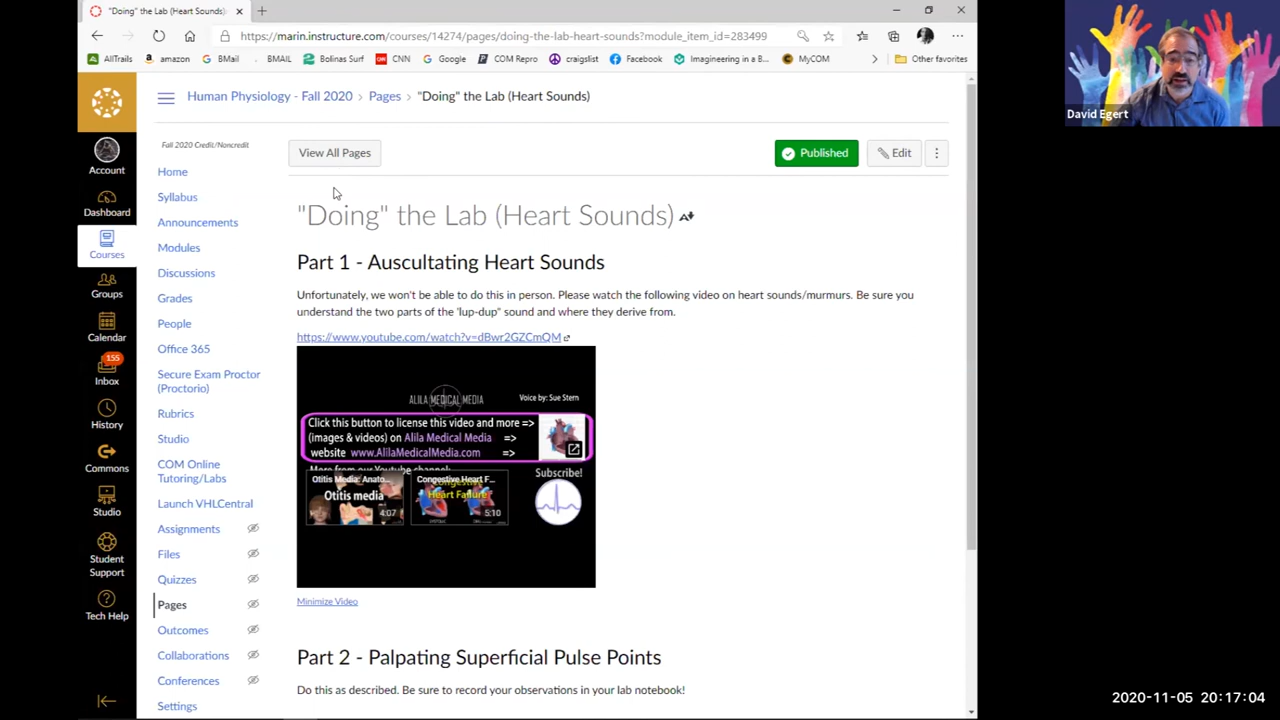 "Doing" the Lab (Heart Sounds)
https://marin.instructure.com/courses/14274/pages/doing-the-lab-heart-sounds?module_item_id=283499
AllTrails
amazon
BMail
BMAIL
Bolinas Surf
CNN
Google
COM Repro
craigslist
Facebook
Imagineering in a B...
MyCOM
Other favorites
David Egert
Account
Dashboard
Courses
Groups
Calendar
155
Inbox
History
Commons
Studio
Student
Support
Tech Help
Human Physiology - Fall 2020 > Pages > "Doing" the Lab (Heart Sounds)
Fall 2020 Credit/Noncredit
Home
Syllabus
Announcements
Modules
Discussions
Grades
People
Office 365
Secure Exam Proctor
(Proctorio)
Rubrics
Studio
COM Online
Tutoring/Labs
Launch VHLCentral
Assignments
Files
Quizzes
Pages
Outcomes
Collaborations
Conferences
Settings
View All Pages
Published
Edit
"Doing" the Lab (Heart Sounds)
Part 1 - Auscultating Heart Sounds
Unfortunately, we won't be able to do this in person. Please watch the following video on heart sounds/murmurs. Be sure you
understand the two parts of the 'lup-dup" sound and where they derive from.
https://www.youtube.com/watch?v=dBwr2GZCmQM
ALILA MEDICAL MEDIA
Voice by: Sue Stern
Click this button to license this video and more =>
(images & videos) on Alila Medical Media =>
website www.AlilaMedicalMedia.com =>
More from our Youtube channel:
Subscribe!
Otitis Media: Anato...
Otitis media
4:07
Congestive Heart F...
Congestive
Heart Failure
5:10
Minimize Video
Part 2 - Palpating Superficial Pulse Points
Do this as described. Be sure to record your observations in your lab notebook!
2020-11-05 20:17:04